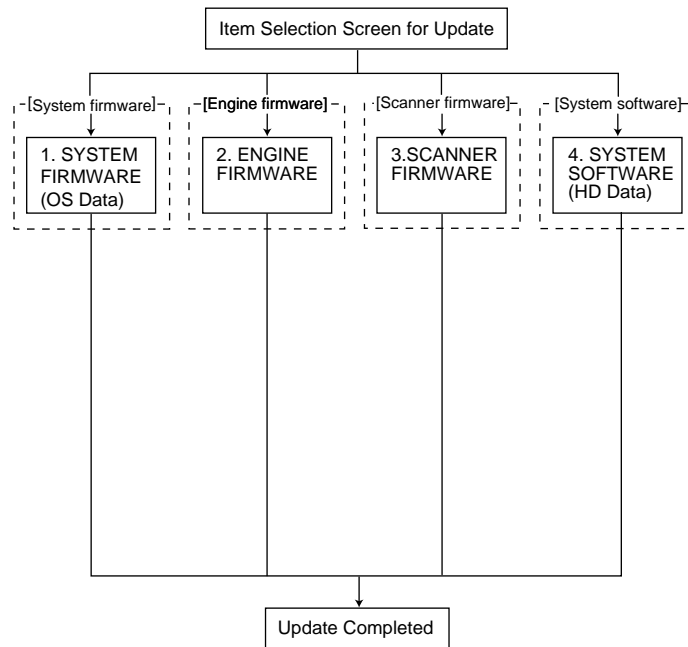 Item Selection Screen for Update
[System firmware]
[Engine firmware]
[Scanner firmware]
[System software]
1. SYSTEM
FIRMWARE
(OS Data)
2. ENGINE
FIRMWARE
3.SCANNER
FIRMWARE
4. SYSTEM
SOFTWARE
(HD Data)
Update Completed